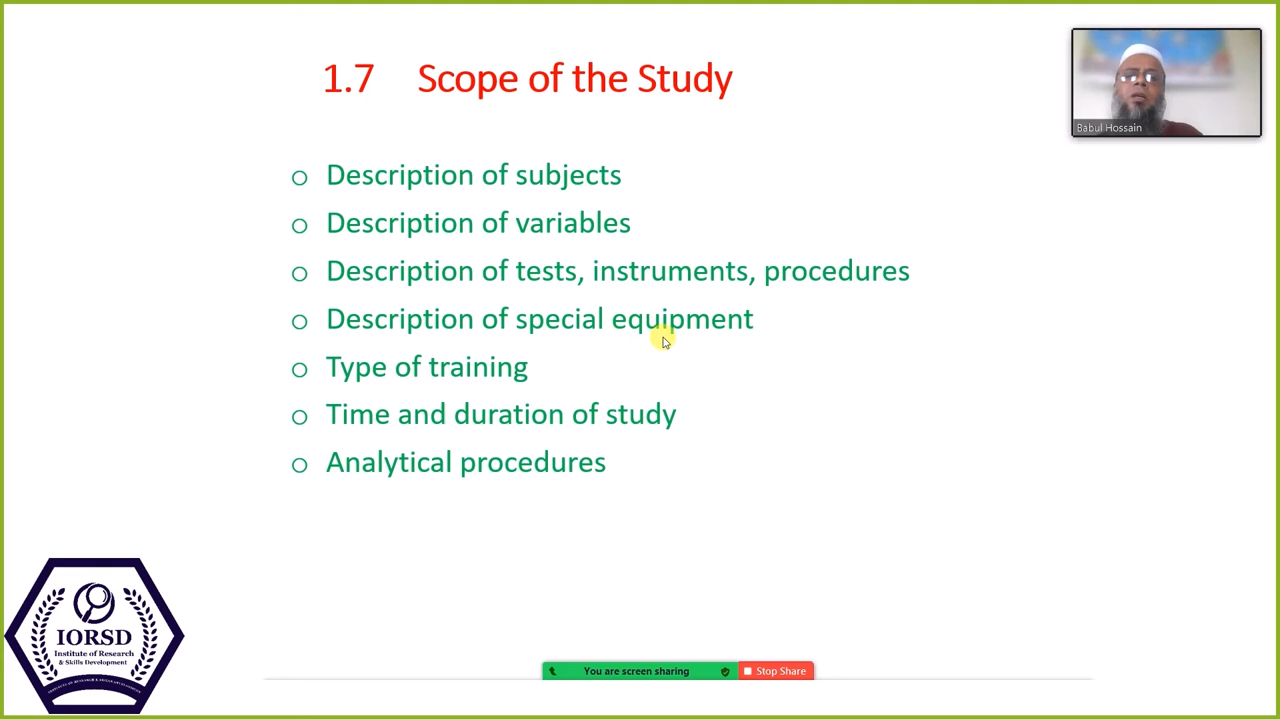 1.7 Scope of the Study
Babul Hossain
o Description of subjects
o Description of variables
o Description of tests, instruments, procedures
o Description of special equipment
o Type of training
o Time and duration of study
o Analytical procedures
IORSD
Institute of Research
& Skills Development
You are screen sharing
Stop Share